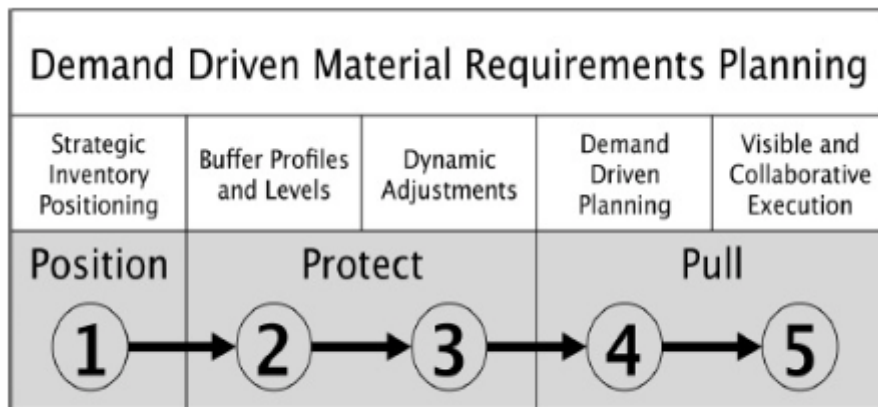 Demand Driven Material Requirements Planning
Strategic
Inventory
Positioning
Buffer Profiles
and Levels
Dynamic
Adjustments
Demand
Driven
Planning
Visible and
Collaborative
Execution
Position
Protect
Pull
1
2
3
4
5